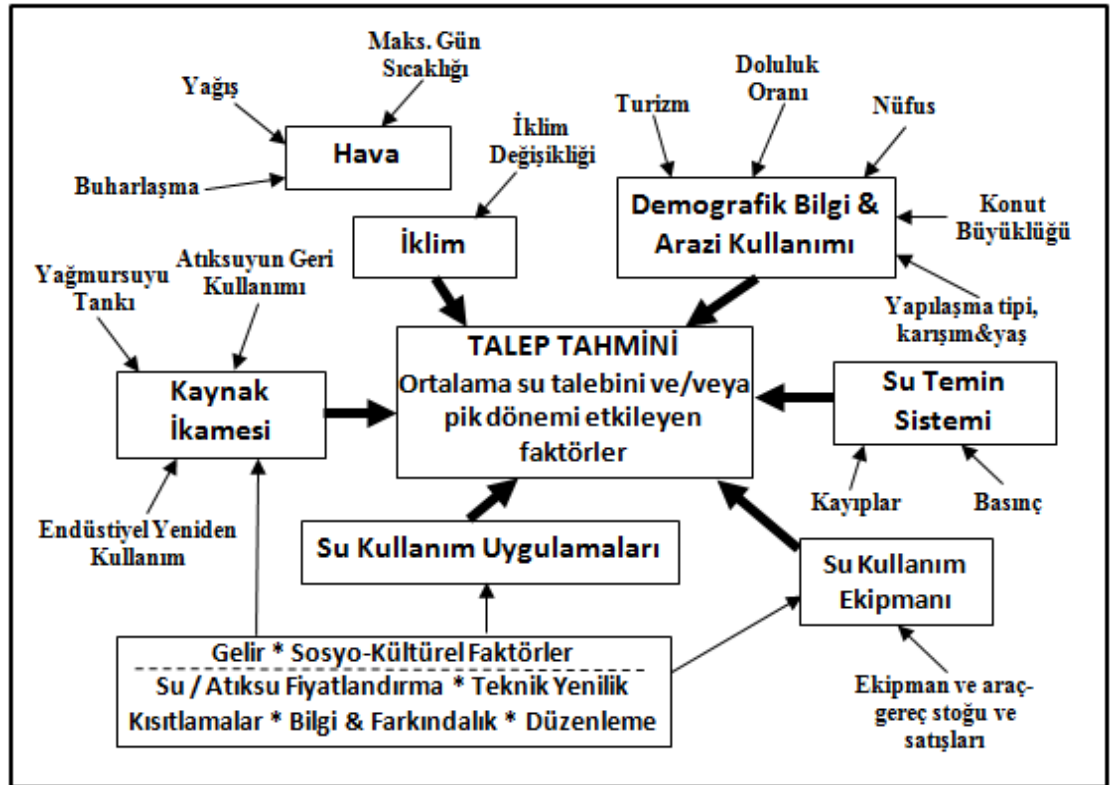 Maks. Gün
Sıcaklığı
Yağış
Hava
Buharlaşma
İklim
Değişikliği
İklim
Doluluk
Oranı
Turizm
Nüfus
Demografik Bilgi &
Arazi Kullanımı
Konut
Büyüklüğü
Yapılaşma tipi,
karışım&yaş
Yağmursuyu
Tankı
Atıksuyun Geri
Kullanımı
Kaynak
İkamesi
Endüstiyel Yeniden
Kullanım
TALEP TAHMİNİ
Ortalama su talebini ve/veya
pik dönemi etkileyen
faktörler
Su Temin
Sistemi
Kayıplar
Basınç
Su Kullanım Uygulamaları
Su Kullanım
Ekipmanı
Ekipman ve araç-
gereç stoğu ve
satışları
Gelir * Sosyo-Kültürel Faktörler
Su / Atıksu Fiyatlandırma * Teknik Yenilik
Kısıtlamalar * Bilgi & Farkındalık * Düzenleme